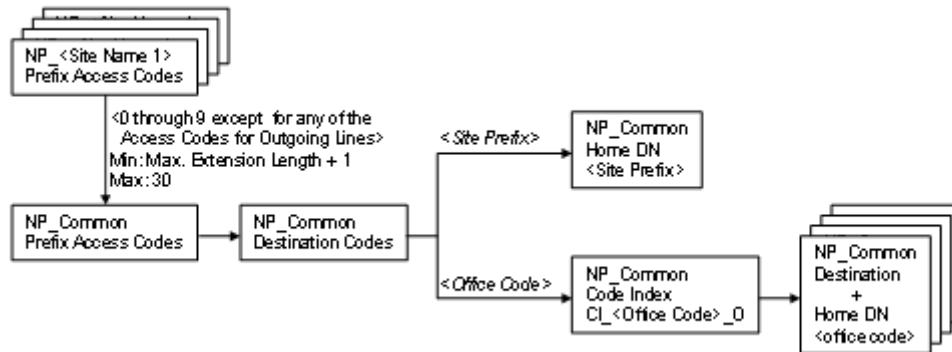 NP_<Site Name 1>
Prefix Access Codes
<0 through 9 except for any of the
Access Codes for Outgoing Lines>
Min: Max. Extension Length + 1
Max: 30
NP_Common
Prefix Access Codes
NP_Common
Destination Codes
<Site Prefix>
NP_Common
Home DN
<Site Prefix>
<Office Code>
NP_Common
Code Index
CI_<Office Code>_0
NP_Common
Destination
+
Home DN
<office code>